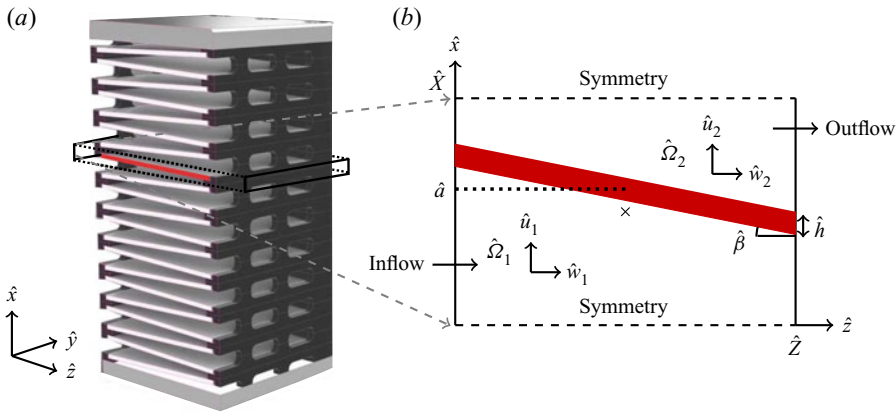 (a)
(b)
x̂
X̂
Symmetry
Outflow
û₂
Ω̂₂
ŵ₂
â
ĥ
β̂
û₁
Ω̂₁
Inflow
ŵ₁
Symmetry
x̂
ŷ
ẑ
Ẑ
ẑ